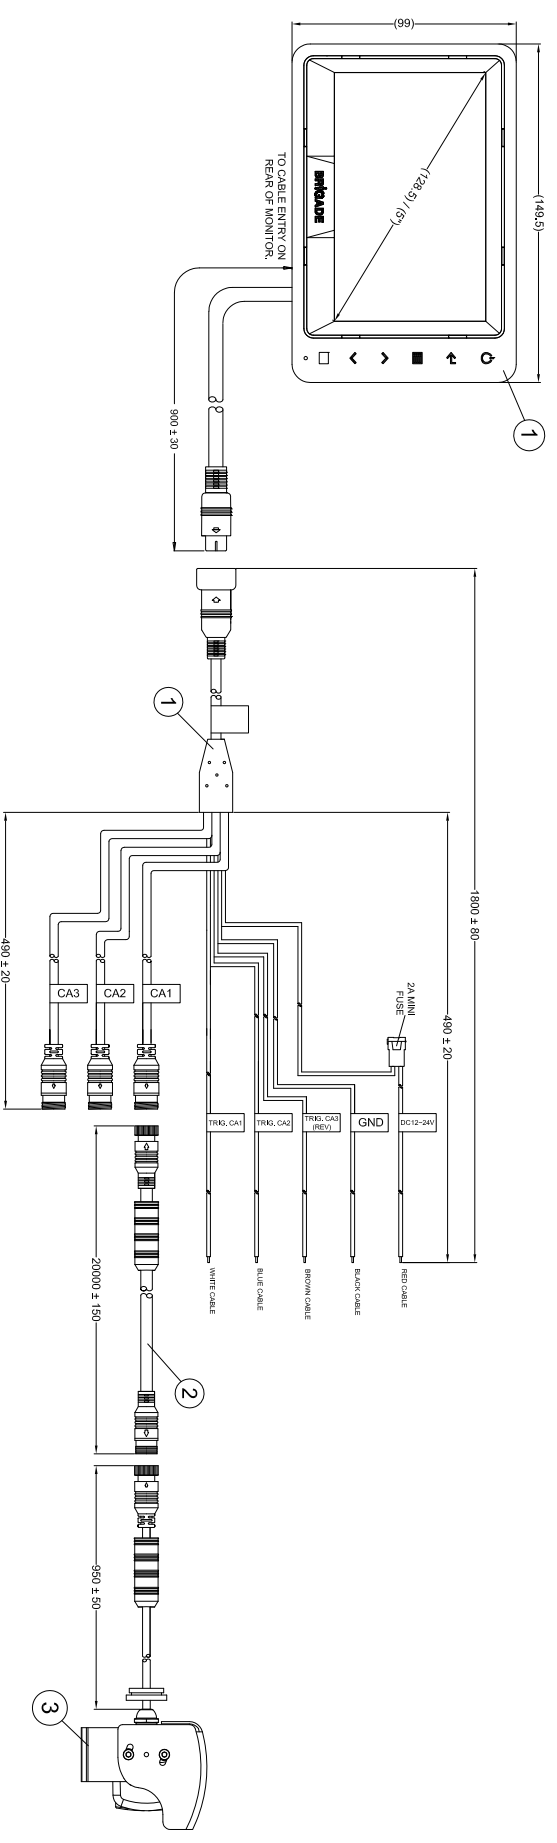 (99)
(149.5)
(128.5) / (5")
BRIGADE
TO CABLE ENTRY ON
REAR OF MONITOR.
1
900 ± 30
1
1800 ± 80
490 ± 20
490 ± 20
2A MINI
FUSE
CA3
CA2
CA1
TRIG. CA1
TRIG. CA2
TRIG. CA3
(REV)
GND
DC12~24V
WHITE CABLE
BLUE CABLE
BROWN CABLE
BLACK CABLE
RED CABLE
20000 ± 150
2
950 ± 50
3